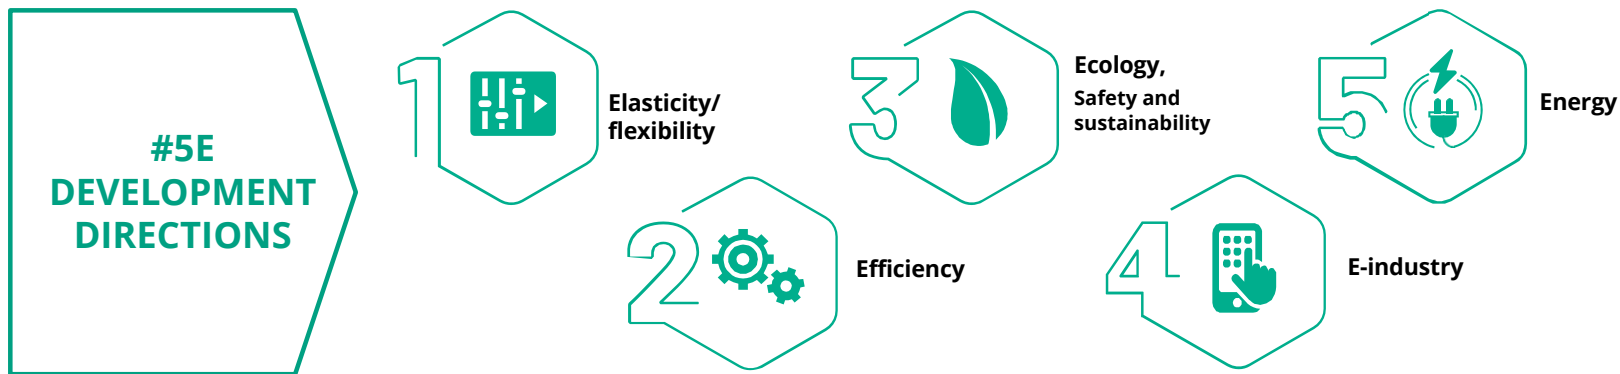 #5E
DEVELOPMENT
DIRECTIONS
1
Elasticity/
flexibility
2
Efficiency
3
Ecology,
Safety and
sustainability
4
E-industry
5
Energy